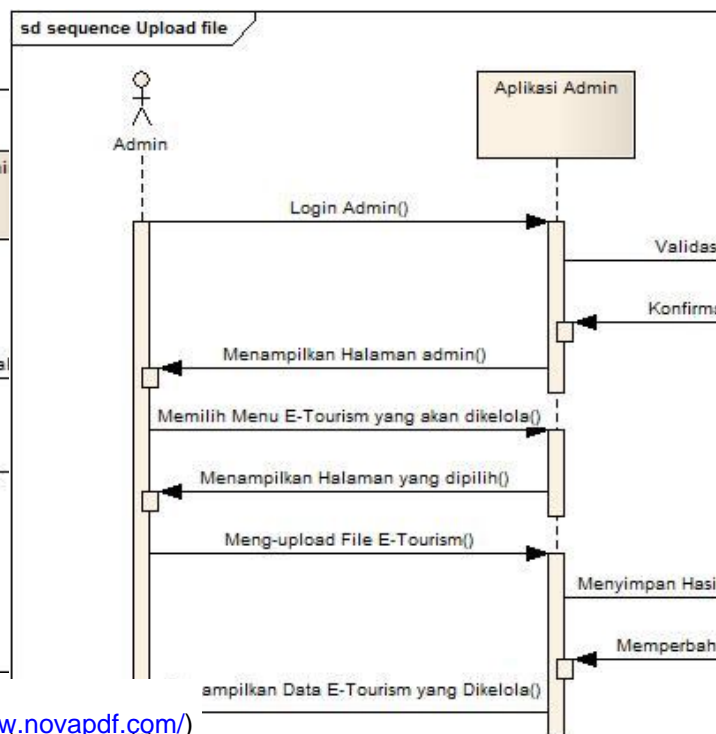 sd sequence Upload file
Admin
Aplikasi Admin
Login Admin()
Validas
Konfirma
Menampilkan Halaman admin()
Memilih Menu E-Tourism yang akan dikelola()
Menampilkan Halaman yang dipilih()
Meng-upload File E-Tourism()
Menyimpan Hasi
Memperbah
ampilkan Data E-Tourism yang Dikelola()
w.novapdf.com/)